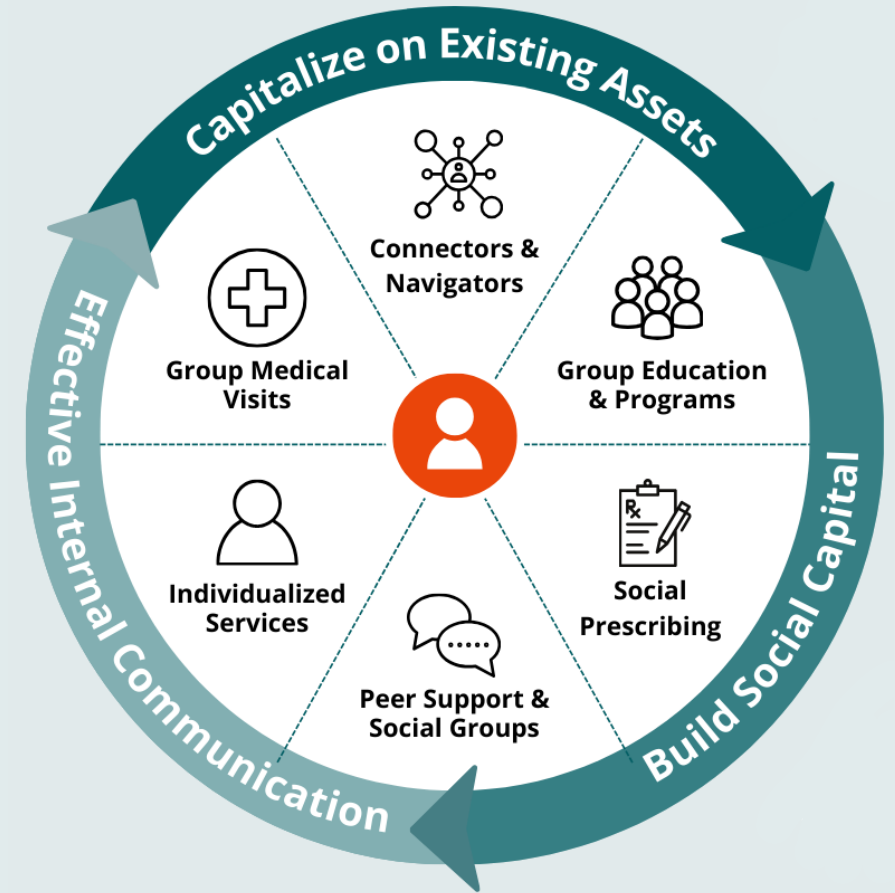 Capitalize on Existing Assets
Build Social Capital
Effective Internal Communication
Connectors &
Navigators
Group Education
& Programs
Rx
Social
Prescribing
Peer Support &
Social Groups
Individualized
Services
Group Medical
Visits